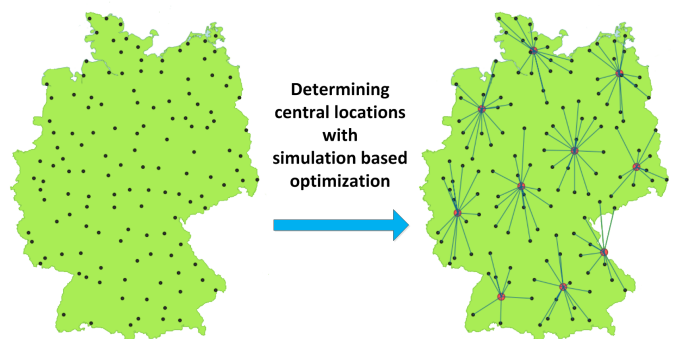 Determining
central locations
with
simulation based
optimization